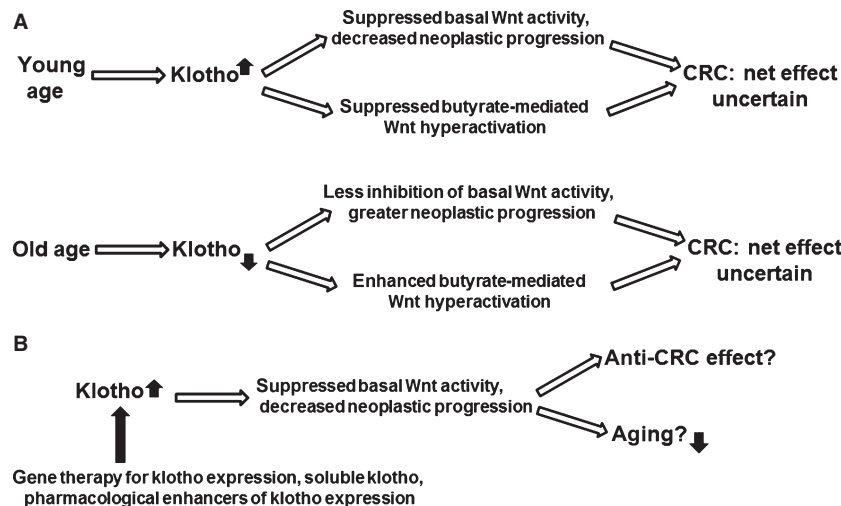 A
Young
age
Klotho
Suppressed basal Wnt activity,
decreased neoplastic progression
Suppressed butyrate-mediated
Wnt hyperactivation
CRC: net effect
uncertain
Old age
Klotho
Less inhibition of basal Wnt activity,
greater neoplastic progression
Enhanced butyrate-mediated
Wnt hyperactivation
CRC: net effect
uncertain
B
Klotho
Suppressed basal Wnt activity,
decreased neoplastic progression
Anti-CRC effect?
Aging?
Gene therapy for klotho expression, soluble klotho,
pharmacological enhancers of klotho expression